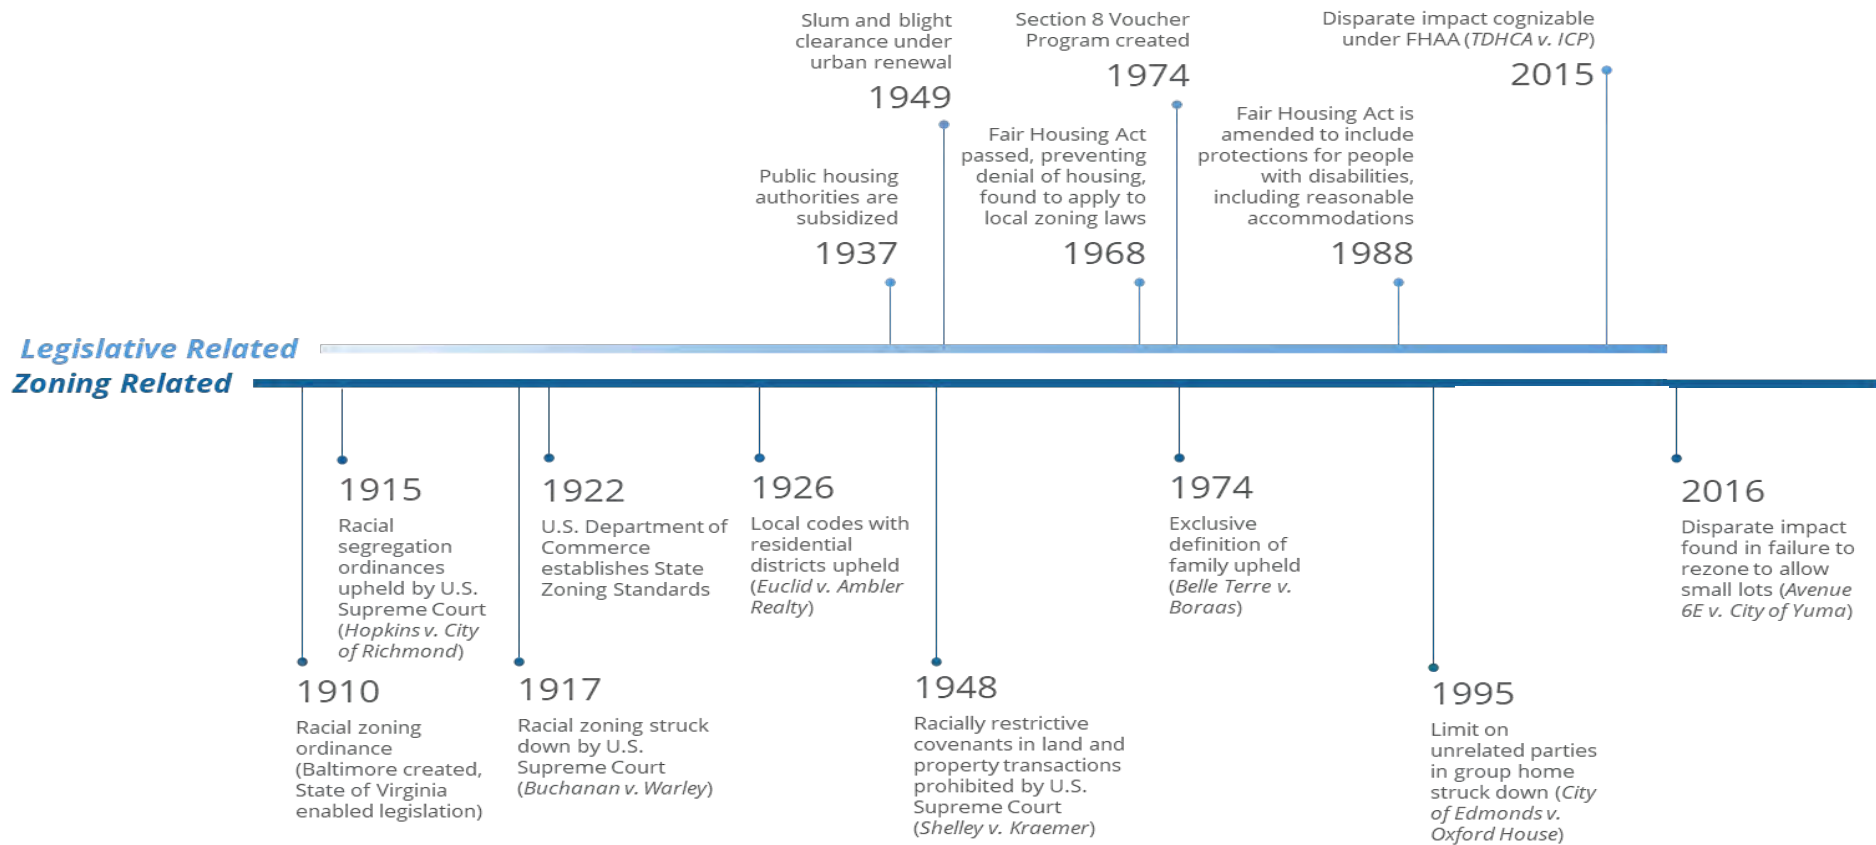 Slum and blight
clearance under
urban renewal
1949
Section 8 Voucher
Program created
1974
Disparate impact cognizable
under FHAA (TDHCA v. ICP)
2015
Public housing
authorities are
subsidized
1937
Fair Housing Act
passed, preventing
denial of housing,
found to apply to
local zoning laws
1968
Fair Housing Act is
amended to include
protections for people
with disabilities,
including reasonable
accommodations
1988
Legislative Related
Zoning Related
1915
Racial
segregation
ordinances
upheld by U.S.
Supreme Court
(Hopkins v. City
of Richmond)
1922
U.S. Department of
Commerce
establishes State
Zoning Standards
1926
Local codes with
residential
districts upheld
(Euclid v. Ambler
Realty)
1974
Exclusive
definition of
family upheld
(Belle Terre v.
Boraas)
2016
Disparate impact
found in failure to
rezone to allow
small lots (Avenue
6E v. City of Yuma)
1910
Racial zoning
ordinance
(Baltimore created,
State of Virginia
enabled legislation)
1917
Racial zoning struck
down by U.S.
Supreme Court
(Buchanan v. Warley)
1948
Racially restrictive
covenants in land and
property transactions
prohibited by U.S.
Supreme Court
(Shelley v. Kraemer)
1995
Limit on
unrelated parties
in group home
struck down (City
of Edmonds v.
Oxford House)